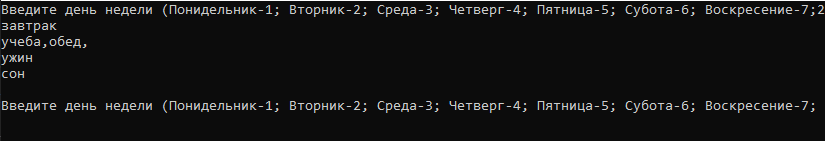 Введите день недели (Понидельник-1; Вторник-2; Среда-3; Четверг-4; Пятница-5; Субота-6; Воскресение-7;2
завтрак
учеба,обед,
ужин
сон
Введите день недели (Понидельник-1; Вторник-2; Среда-3; Четверг-4; Пятница-5; Субота-6; Воскресение-7;